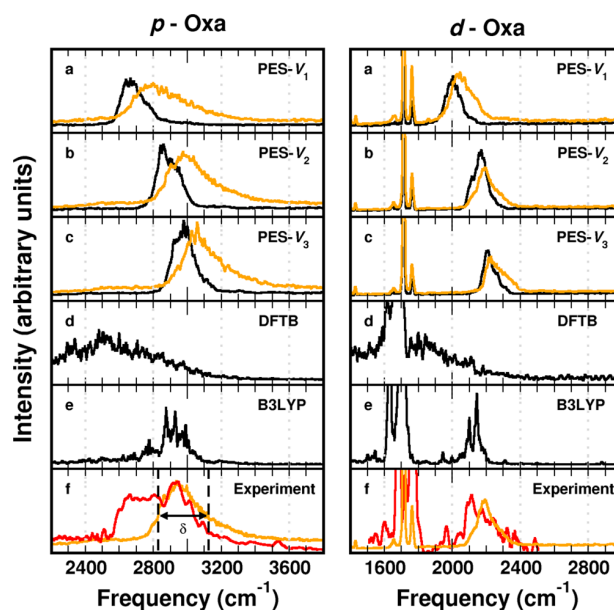 p - Oxa
d - Oxa
a PES-V1
a PES-V1
b PES-V2
b PES-V2
c PES-V3
c PES-V3
d DFTB
d DFTB
e B3LYP
e B3LYP
f Experiment
f Experiment
δ
Intensity (arbitrary units)
2400 2800 3200 3600
1600 2000 2400 2800
Frequency (cm-1)
Frequency (cm-1)